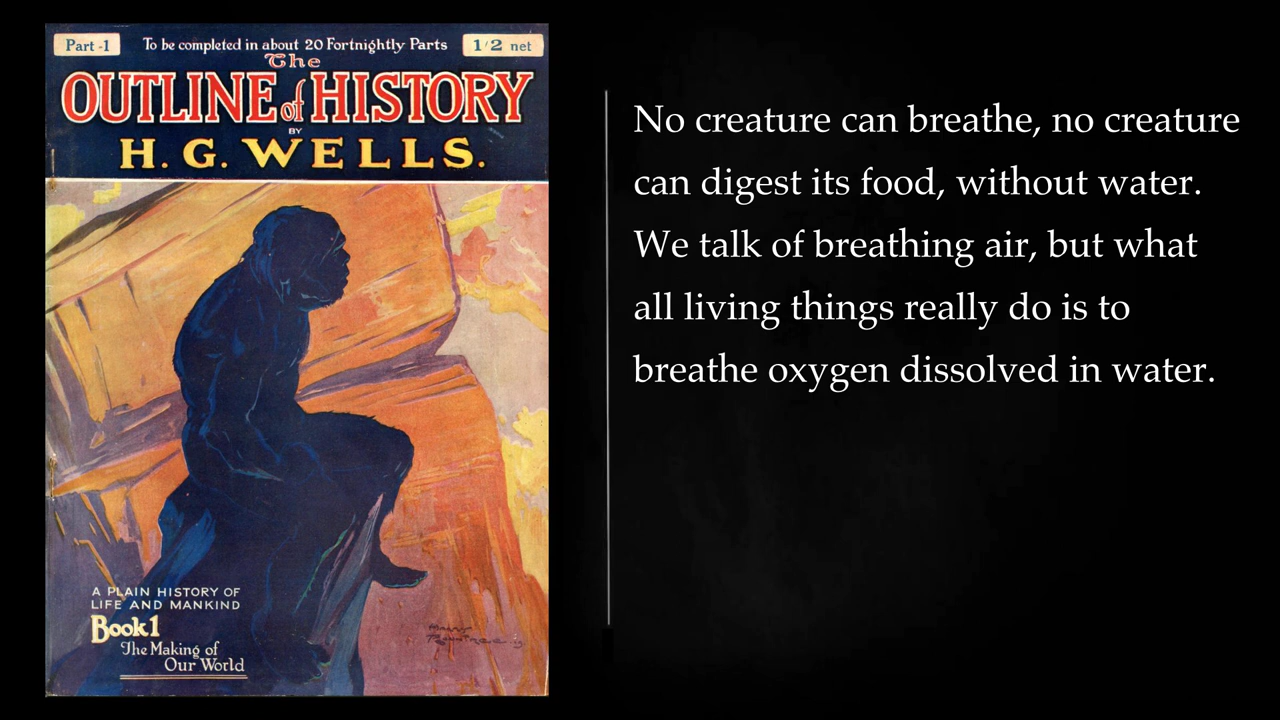 Part -1
To be completed in about 20 Fortnightly Parts
1/2 net
The
OUTLINE of HISTORY
BY
H. G. WELLS.
A PLAIN HISTORY OF
LIFE AND MANKIND
Book 1
The Making of
Our World
No creature can breathe, no creature
can digest its food, without water.
We talk of breathing air, but what
all living things really do is to
breathe oxygen dissolved in water.